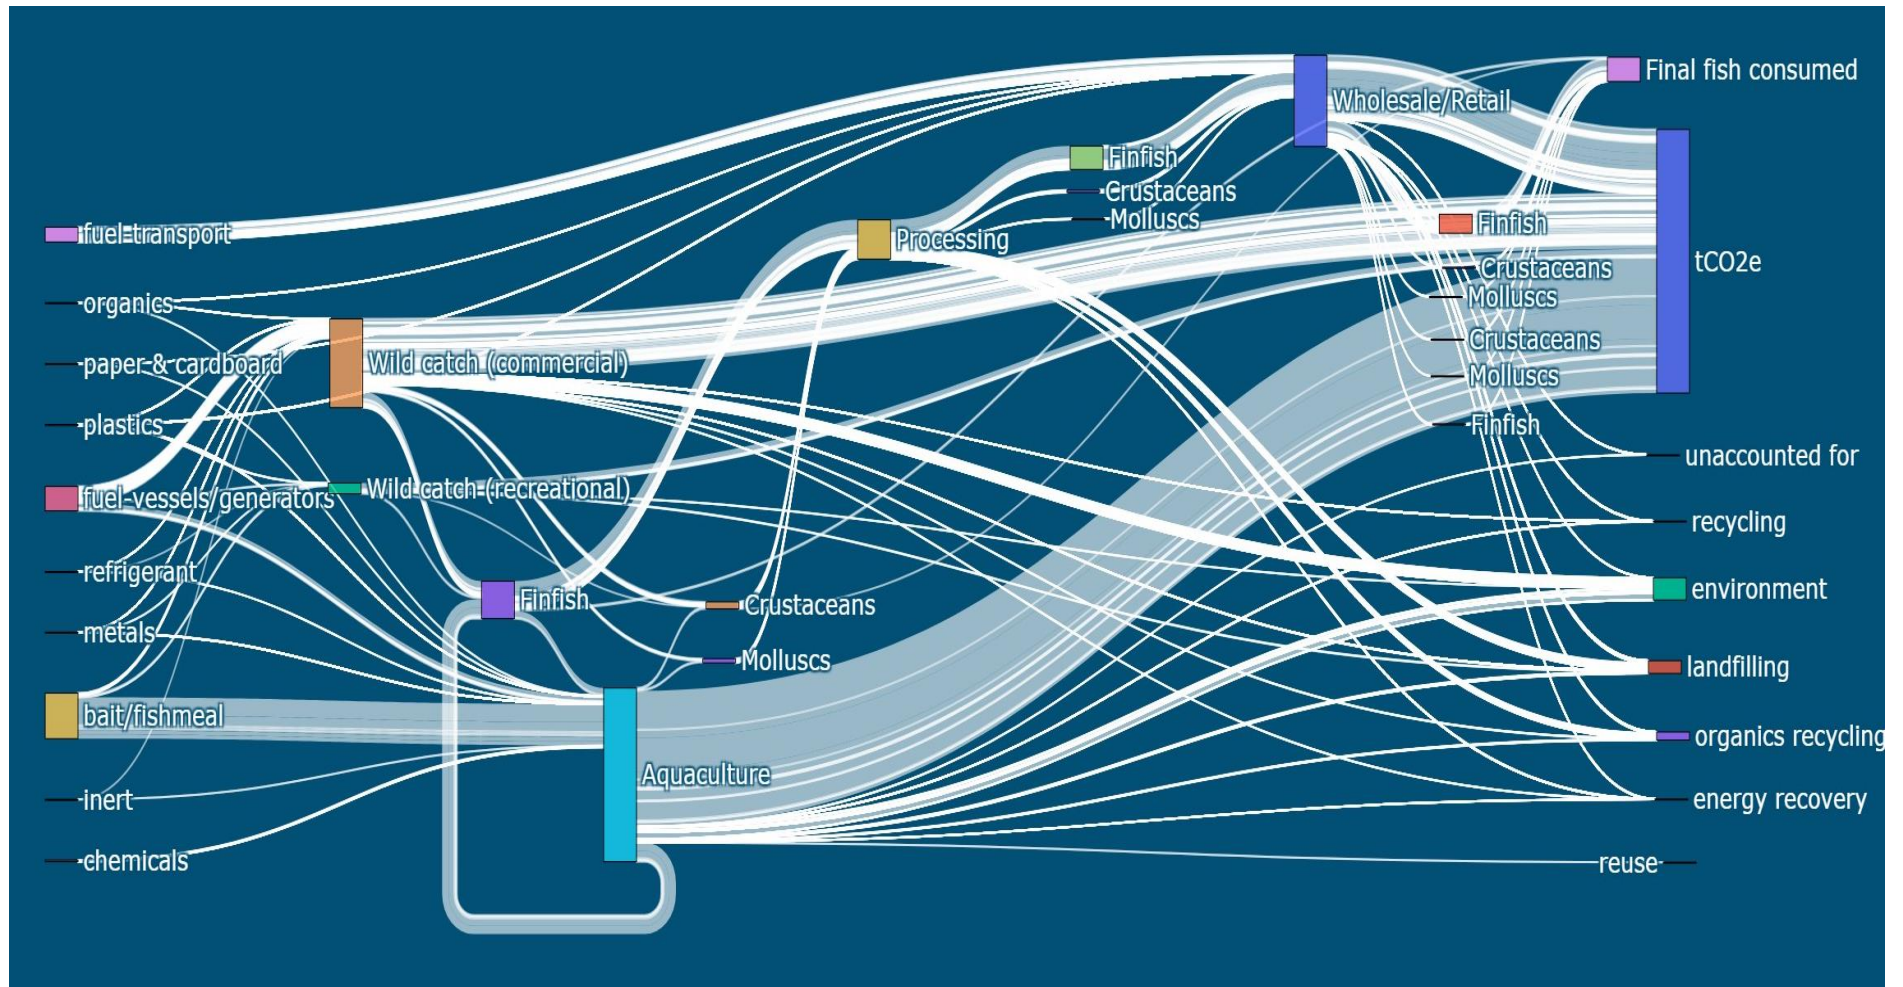 fuel-transport
organics
paper & cardboard
plastics
fuel-vessels/generators
refrigerant
metals
bait/fishmeal
inert
chemicals
Wild catch (commercial)
Wild catch (recreational)
Finfish
Aquaculture
Crustaceans
Molluscs
Processing
Finfish
Crustaceans
Molluscs
Wholesale/Retail
Finfish
Crustaceans
Molluscs
Crustaceans
Molluscs
Finfish
Final fish consumed
tCO2e
unaccounted for
recycling
environment
landfilling
organics recycling
energy recovery
reuse